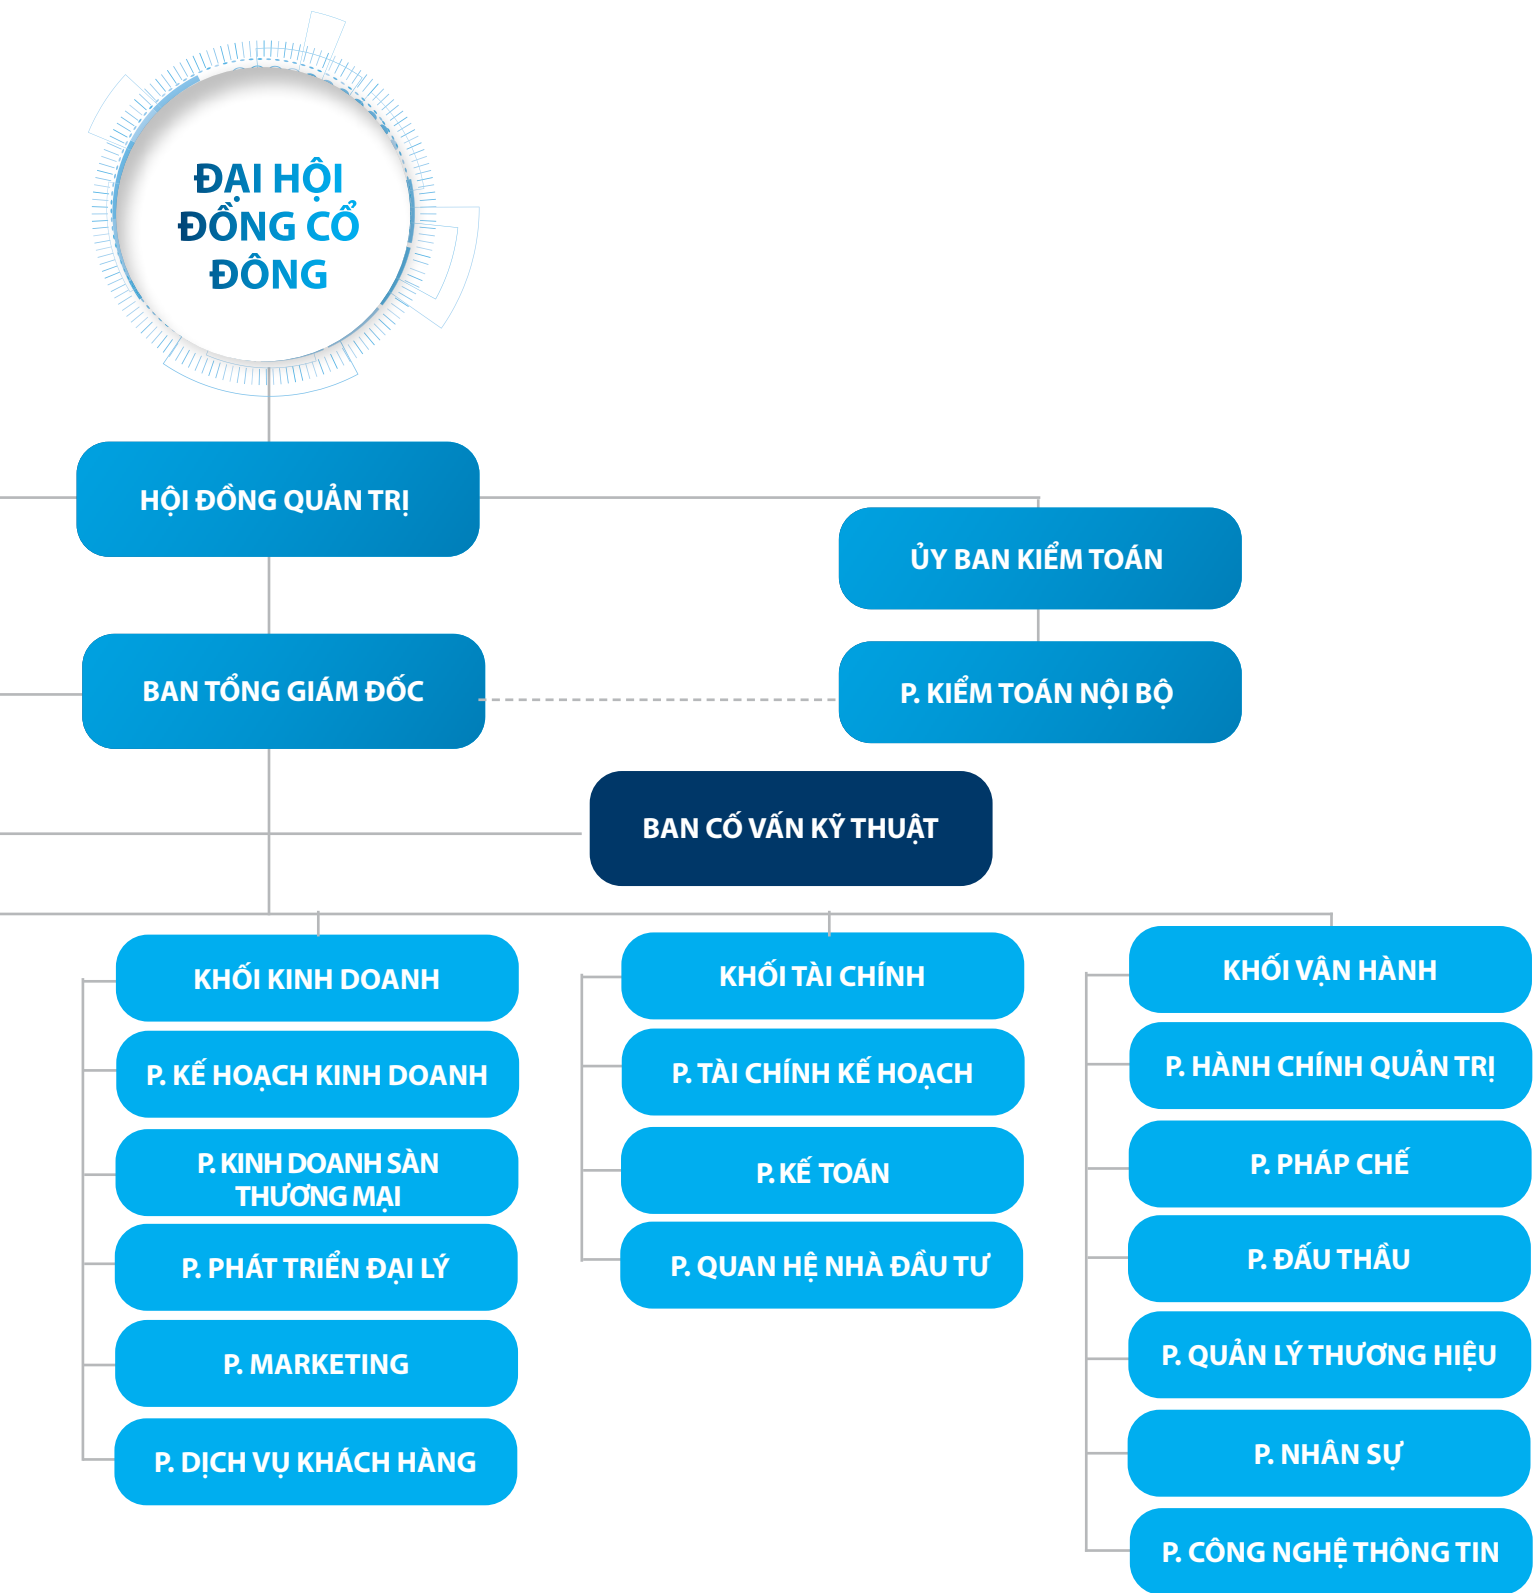 ĐẠI HỘI
ĐỒNG CỔ
ĐÔNG
HỘI ĐỒNG QUẢN TRỊ
ỦY BAN KIỂM TOÁN
BAN TỔNG GIÁM ĐỐC
P. KIỂM TOÁN NỘI BỘ
BAN CỐ VẤN KỸ THUẬT
KHỐI KINH DOANH
P. KẾ HOẠCH KINH DOANH
P. KINH DOANH SÀN
THƯƠNG MẠI
P. PHÁT TRIỂN ĐẠI LÝ
P. MARKETING
P. DỊCH VỤ KHÁCH HÀNG
KHỐI TÀI CHÍNH
P. TÀI CHÍNH KẾ HOẠCH
P. KẾ TOÁN
P. QUAN HỆ NHÀ ĐẦU TƯ
KHỐI VẬN HÀNH
P. HÀNH CHÍNH QUẢN TRỊ
P. PHÁP CHẾ
P. ĐẤU THẦU
P. QUẢN LÝ THƯƠNG HIỆU
P. NHÂN SỰ
P. CÔNG NGHỆ THÔNG TIN